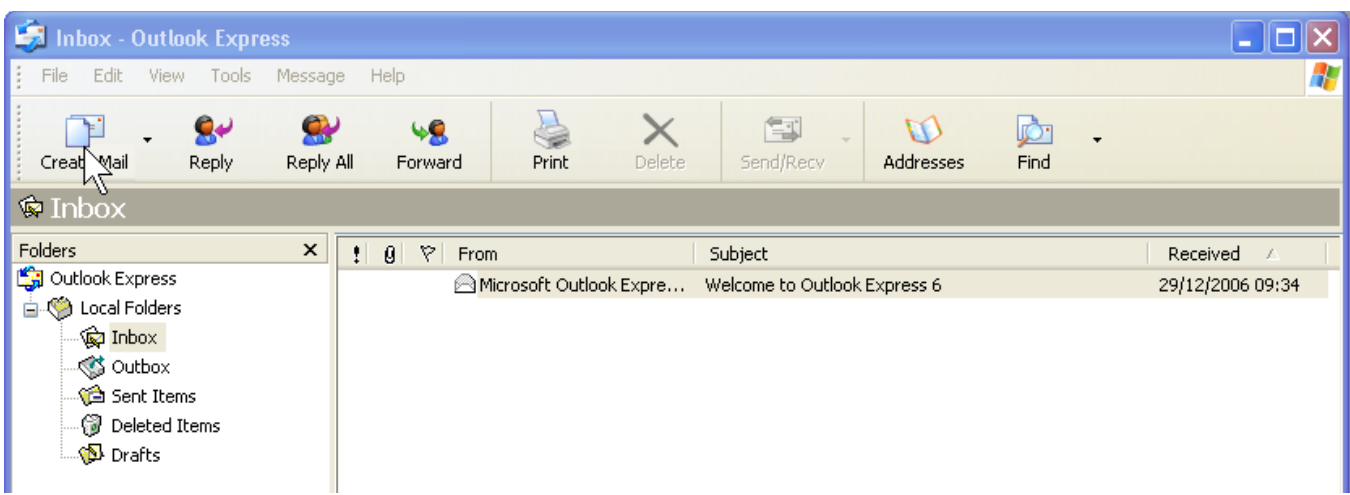 Inbox - Outlook Express
File Edit View Tools Message Help
Create Mail Reply Reply All Forward Print Delete Send/Recv Addresses Find
Inbox
Folders From Subject Received
Outlook Express Microsoft Outlook Expre... Welcome to Outlook Express 6 29/12/2006 09:34
Local Folders
Inbox
Outbox
Sent Items
Deleted Items
Drafts